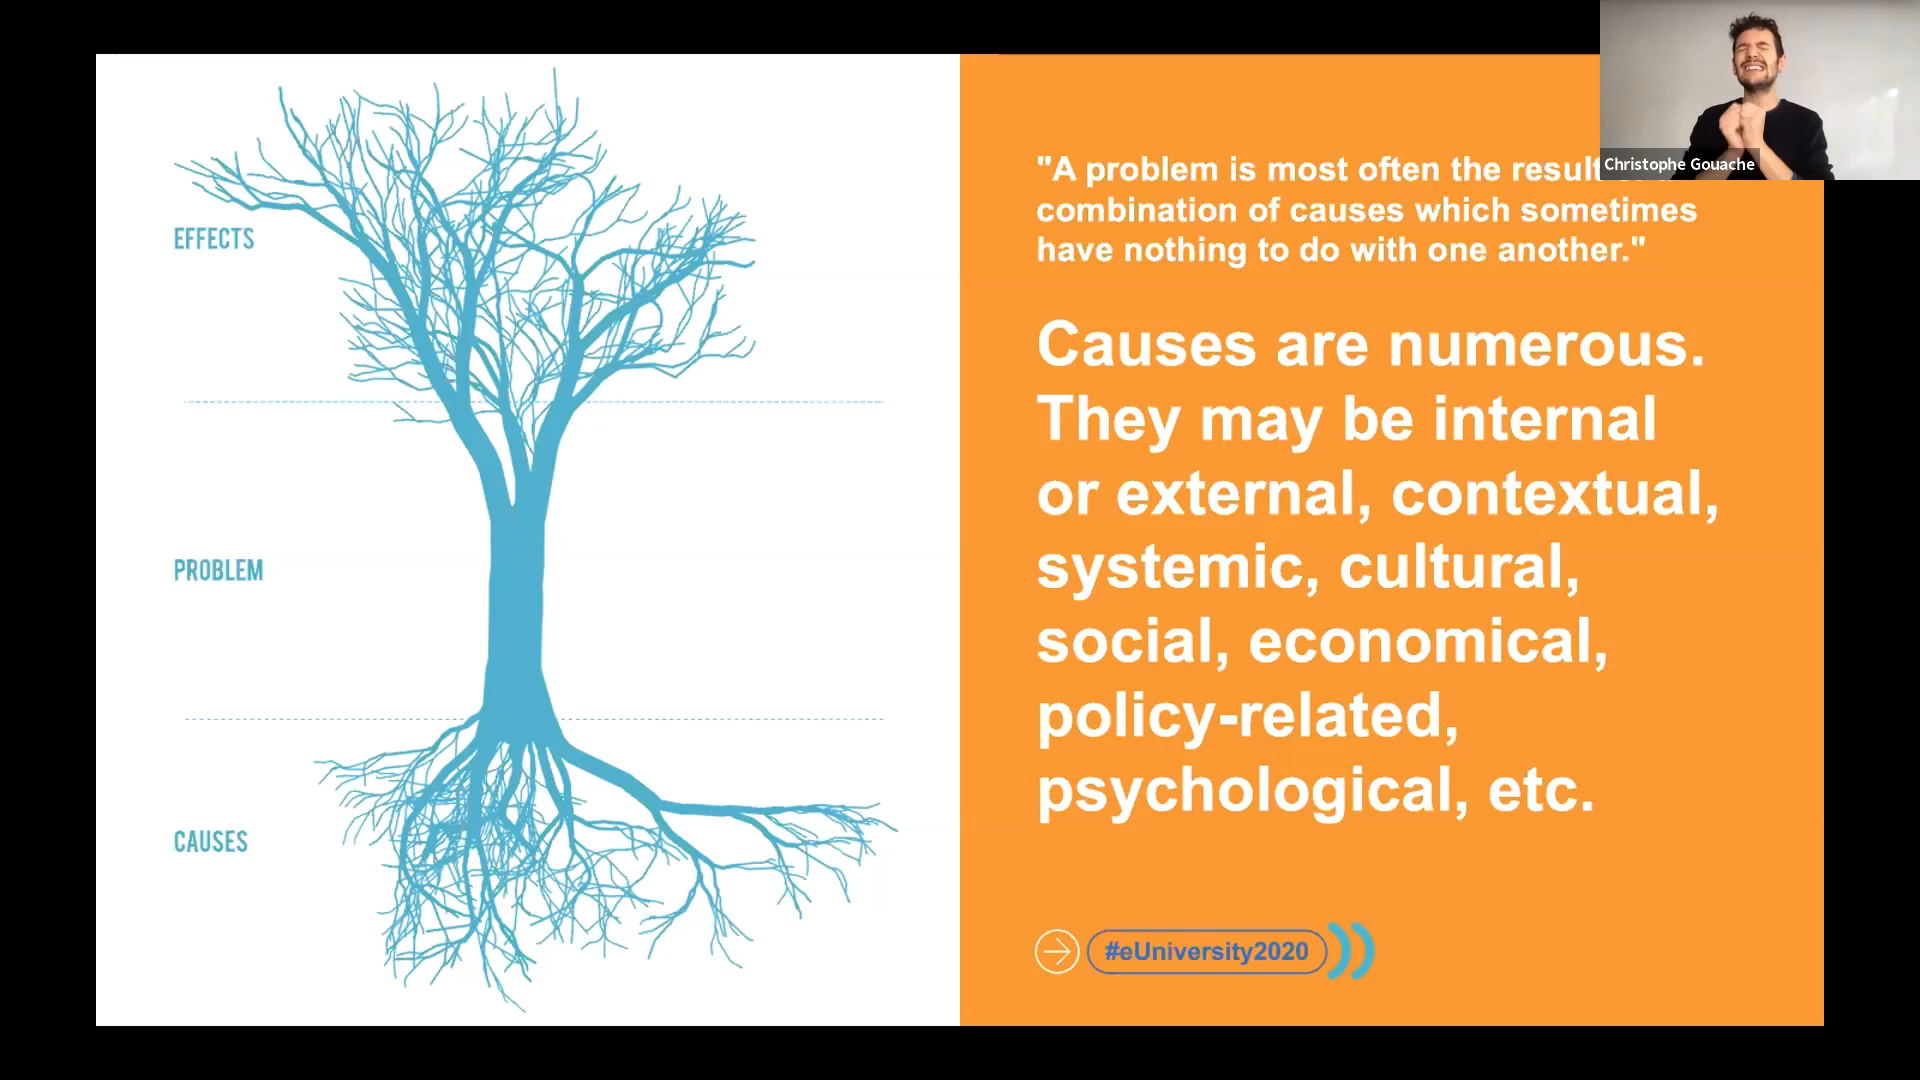 EFFECTS
PROBLEM
CAUSES
"A problem is most often the result
combination of causes which sometimes
have nothing to do with one another."
Causes are numerous.
They may be internal
or external, contextual,
systemic, cultural,
social, economical,
policy-related,
psychological, etc.
#eUniversity2020
Christophe Gouache